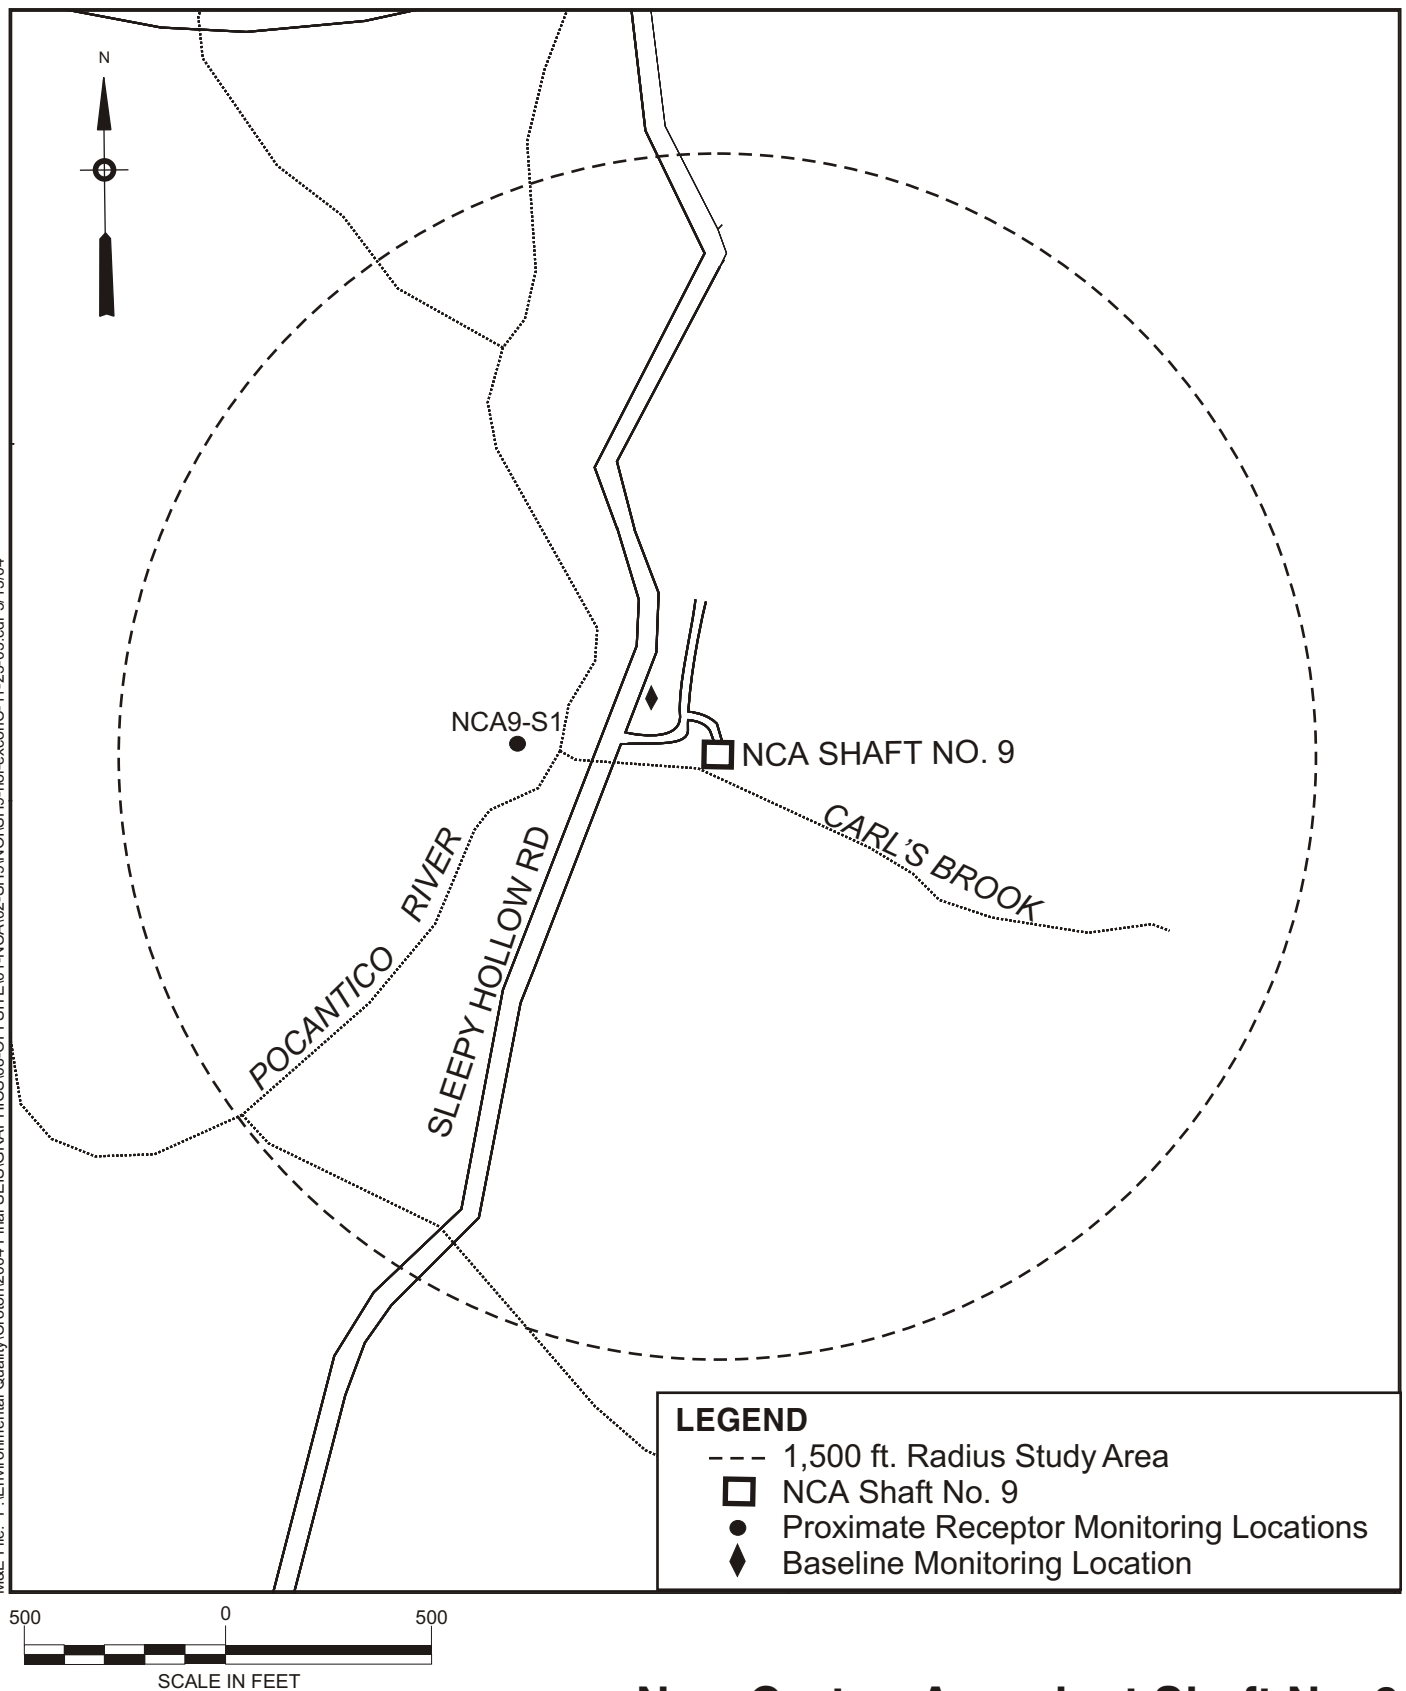 N
NCA9-S1
NCA SHAFT NO. 9
CARL'S BROOK
RIVER
POCANTICO
SLEEPY HOLLOW RD
LEGEND
1,500 ft. Radius Study Area
NCA Shaft No. 9
Proximate Receptor Monitoring Locations
Baseline Monitoring Location
500 0 500
SCALE IN FEET